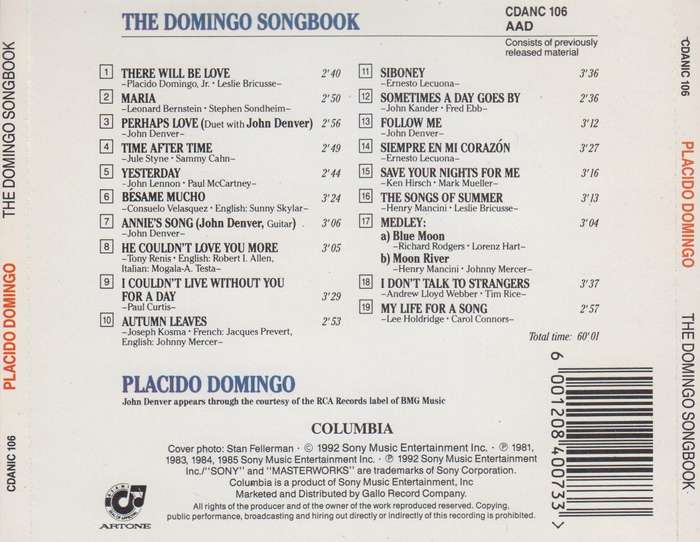 THE DOMINGO SONGBOOK
CDANC 106
AAD
Consists of previously
released material
1 THERE WILL BE LOVE 2'40
–Placido Domingo, Jr. • Leslie Bricusse–
2 MARIA 2'50
–Leonard Bernstein • Stephen Sondheim–
3 PERHAPS LOVE (Duet with John Denver) 2'56
–John Denver–
4 TIME AFTER TIME 2'49
–Jule Styne • Sammy Cahn–
5 YESTERDAY 2'44
–John Lennon • Paul McCartney–
6 BÉSAME MUCHO 3'24
–Consuelo Velasquez • English: Sunny Skylar–
7 ANNIE'S SONG (John Denver, Guitar) 3'06
–John Denver–
8 HE COULDN'T LOVE YOU MORE 3'05
–Tony Renis • English: Robert I. Allen,
Italian: Mogala-A. Testa–
9 I COULDN'T LIVE WITHOUT YOU
FOR A DAY 3'29
–Paul Curtis–
10 AUTUMN LEAVES 2'53
–Joseph Kosma • French: Jacques Prevert,
English: Johnny Mercer–
11 SIBONEY 3'36
–Ernesto Lecuona–
12 SOMETIMES A DAY GOES BY 2'36
–John Kander • Fred Ebb–
13 FOLLOW ME 3'12
–John Denver–
14 SIEMPRE EN MI CORAZÓN 3'27
–Ernesto Lecuona–
15 SAVE YOUR NIGHTS FOR ME 3'16
–Ken Hirsch • Mark Mueller–
16 THE SONGS OF SUMMER 3'13
–Henry Mancini • Leslie Bricusse–
17 MEDLEY: 3'04
a) Blue Moon
–Richard Rodgers • Lorenz Hart–
b) Moon River
–Henry Mancini • Johnny Mercer–
18 I DON'T TALK TO STRANGERS 3'37
–Andrew Lloyd Webber • Tim Rice–
19 MY LIFE FOR A SONG 2'57
–Lee Holdridge • Carol Connors–
Total time: 60'01
PLACIDO DOMINGO
John Denver appears through the courtesy of the RCA Records label of BMG Music
COLUMBIA
Cover photo: Stan Fellerman • © 1992 Sony Music Entertainment Inc. • ℗ 1981,
1983, 1984, 1985 Sony Music Entertainment Inc. • ℗ 1992 Sony Music Entertainment
Inc./"SONY" and "MASTERWORKS" are trademarks of Sony Corporation.
Columbia is a product of Sony Music Entertainment, Inc
Marketed and Distributed by Gallo Record Company.
All rights of the producer and of the owner of the work reproduced reserved. Copying,
public performance, broadcasting and hiring out directly or indirectly of this recording is prohibited.
ARTONE
6 001208 400733 >
CDANIC 106 PLACIDO DOMINGO THE DOMINGO SONGBOOK
CDANIC 106 PLACIDO DOMINGO THE DOMINGO SONGBOOK